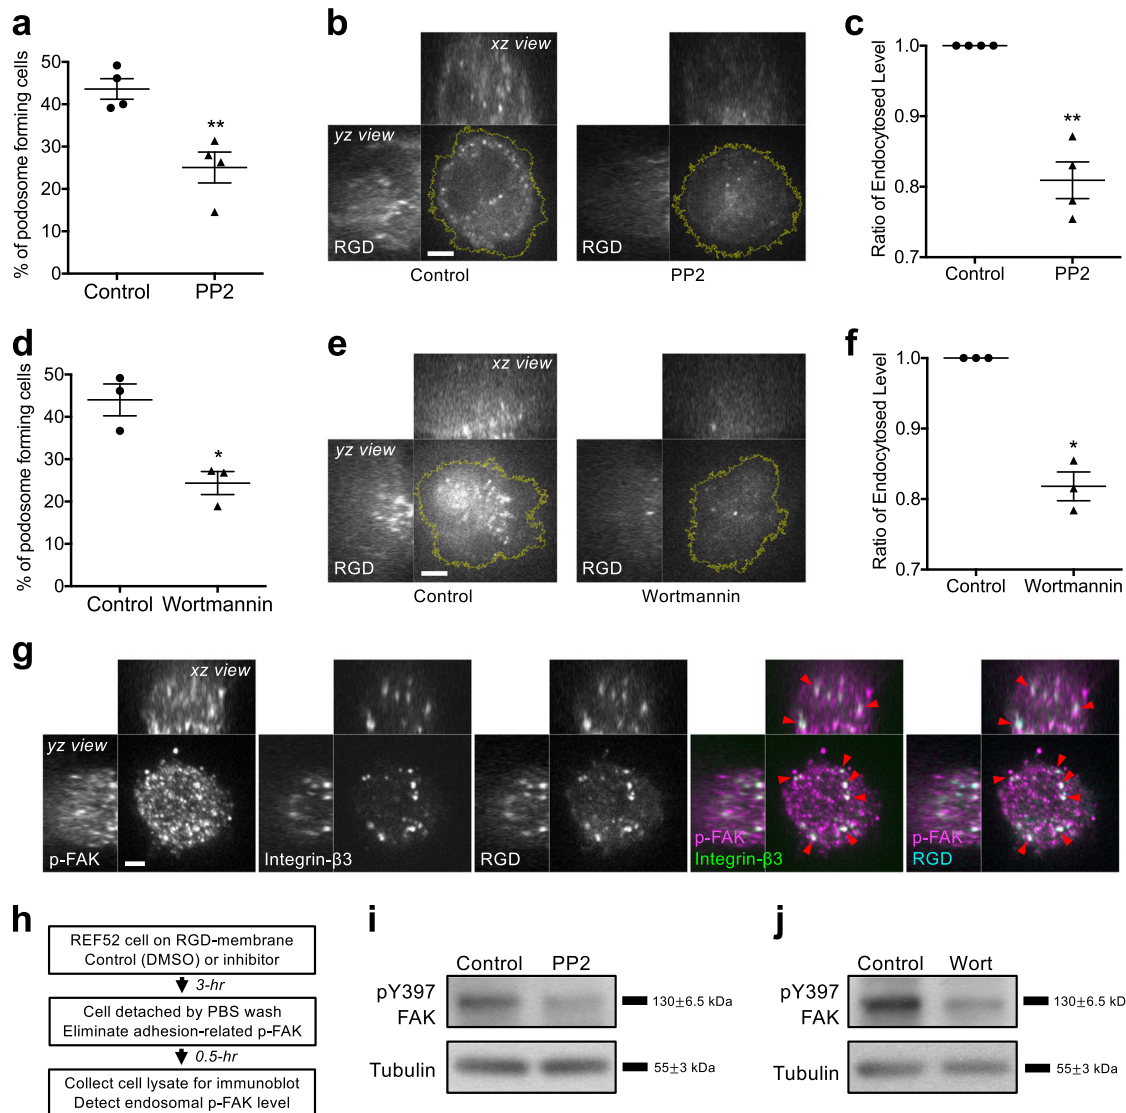 a
% of podosome forming cells
50
40
30
20
10
0
**
Control
PP2
b
xz view
yz view
RGD
RGD
Control
PP2
c
Ratio of Endocytosed Level
1.0
0.9
0.8
0.7
**
Control
PP2
d
% of podosome forming cells
50
40
30
20
10
0
*
Control
Wortmannin
e
xz view
yz view
RGD
RGD
Control
Wortmannin
f
Ratio of Endocytosed Level
1.0
0.9
0.8
0.7
*
Control
Wortmannin
g
xz view
yz view
p-FAK
Integrin-β3
RGD
p-FAK
Integrin-β3
p-FAK
RGD
h
REF52 cell on RGD-membrane
Control (DMSO) or inhibitor
3-hr
Cell detached by PBS wash
Eliminate adhesion-related p-FAK
0.5-hr
Collect cell lysate for immunoblot
Detect endosomal p-FAK level
i
Control PP2
pY397
FAK
130±6.5 kDa
Tubulin
55±3 kDa
j
Control Wort
pY397
FAK
130±6.5 kD
Tubulin
55±3 kDa